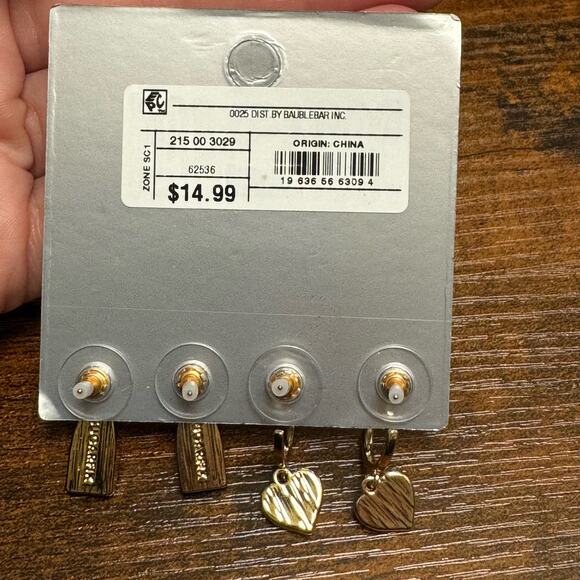 0025 DIST.BY BAUBLEBAR INC.
ZONE SC1
215 00 3029
62536
$14.99
ORIGIN: CHINA
19 636 56 6309 4